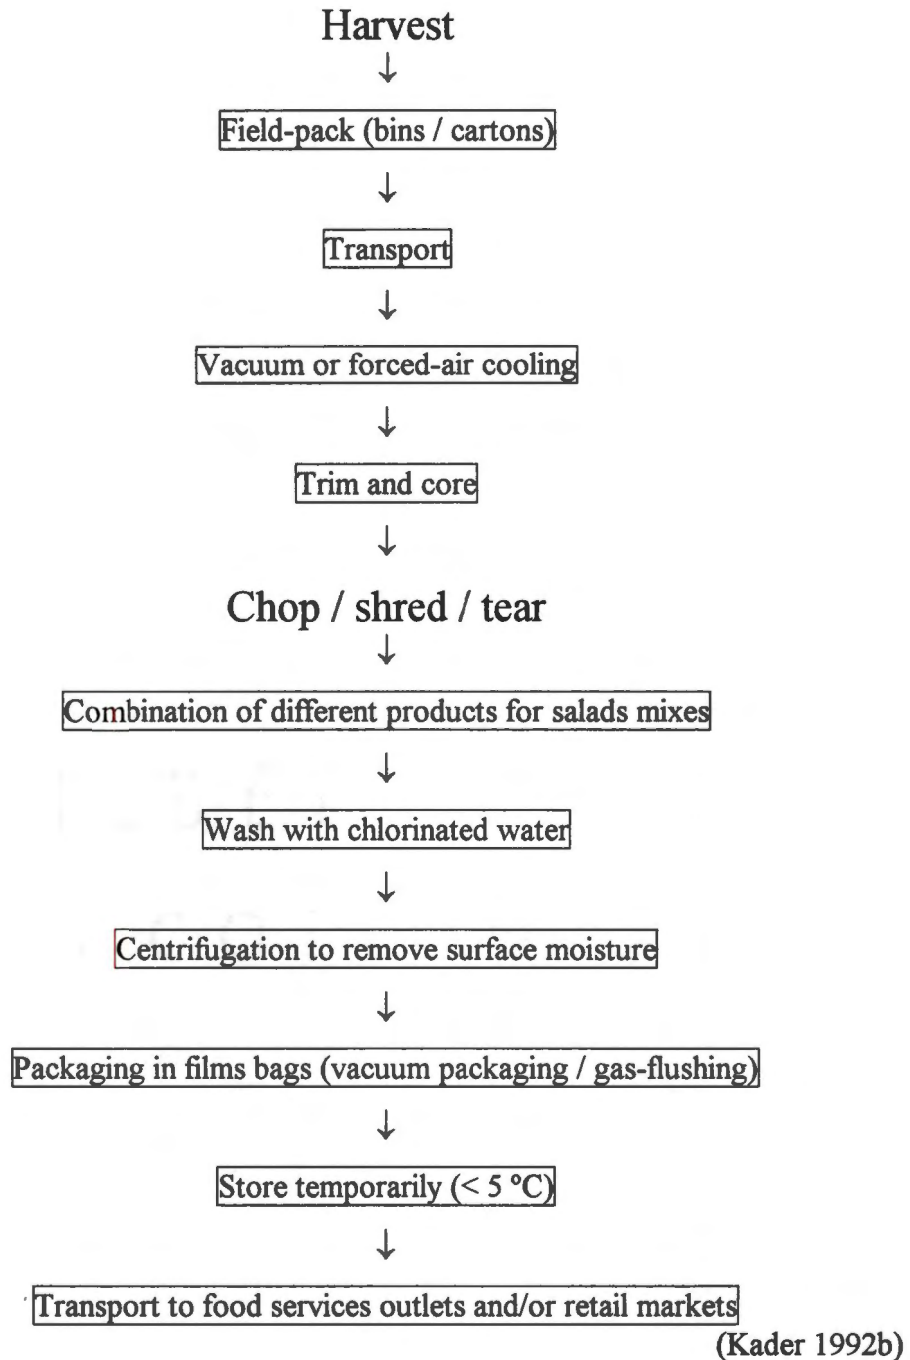 Harvest
↓
Field-pack (bins / cartons)
↓
Transport
↓
Vacuum or forced-air cooling
↓
Trim and core
↓
Chop / shred / tear
↓
Combination of different products for salads mixes
↓
Wash with chlorinated water
↓
Centrifugation to remove surface moisture
↓
Packaging in films bags (vacuum packaging / gas-flushing)
↓
Store temporarily (< 5 ºC)
↓
Transport to food services outlets and/or retail markets
(Kader 1992b)